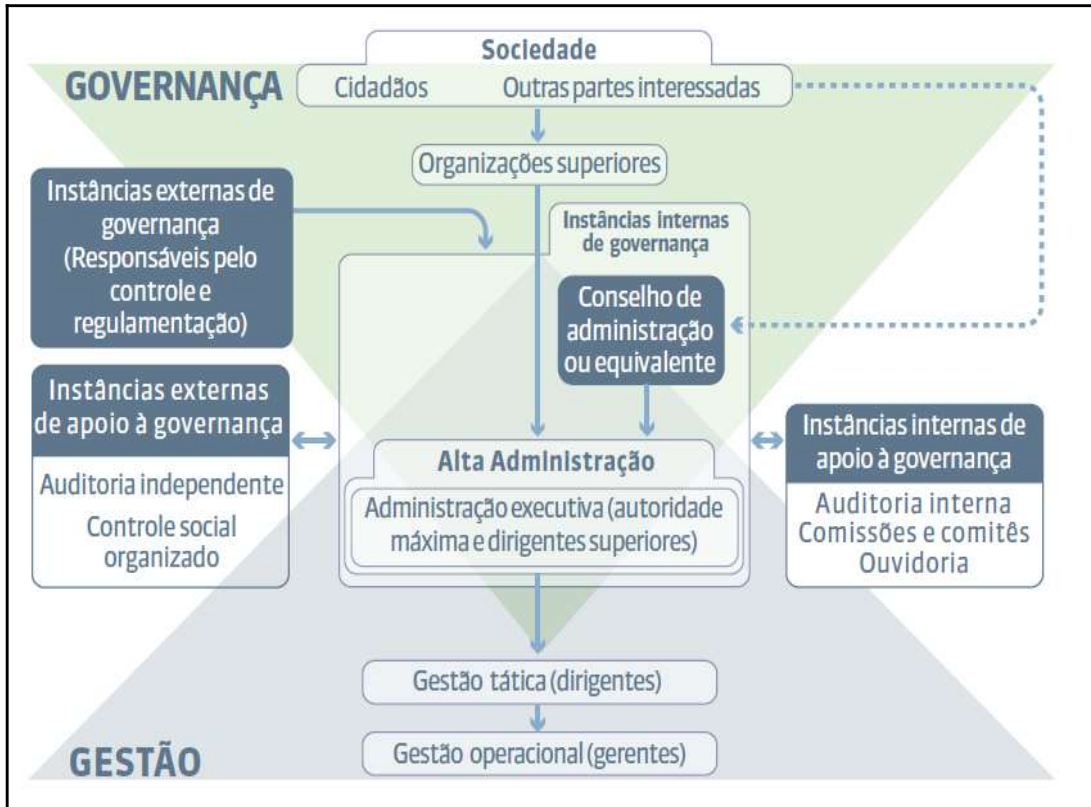 Sociedade
GOVERNANÇA
Cidadãos Outras partes interessadas
Organizações superiores
Instâncias externas de
governança
(Responsáveis pelo
controle e
regulamentação)
Instâncias internas
de governança
Conselho de
administração
ou equivalente
Instâncias externas
de apoio à governança
Auditoria independente
Controle social
organizado
Alta Administração
Administração executiva (autoridade
máxima e dirigentes superiores)
Instâncias internas de
apoio à governança
Auditoria interna
Comissões e comitês
Ouvidoria
Gestão tática (dirigentes)
Gestão operacional (gerentes)
GESTÃO